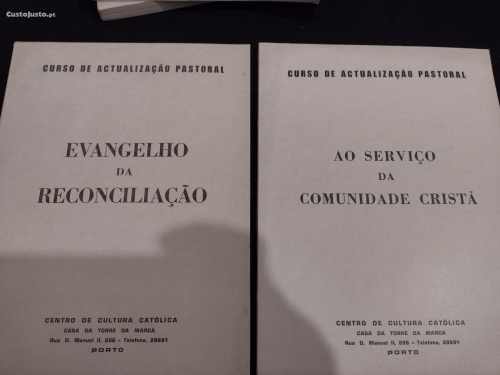 CustoJusto.pt
CURSO DE ACTUALIZAÇÃO PASTORAL
EVANGELHO
DA
RECONCILIAÇÃO
CENTRO DE CULTURA CATÓLICA
CASA DA TORRE DA MARCA
Rua D. Manuel II, 286 - Telefone, 29681
PORTO
CURSO DE ACTUALIZAÇÃO PASTORAL
AO SERVIÇO
DA
COMUNIDADE CRISTÃ
CENTRO DE CULTURA CATÓLICA
CASA DA TORRE DA MARCA
Rua D. Manuel II, 286 - Telefone, 29681
PORTO